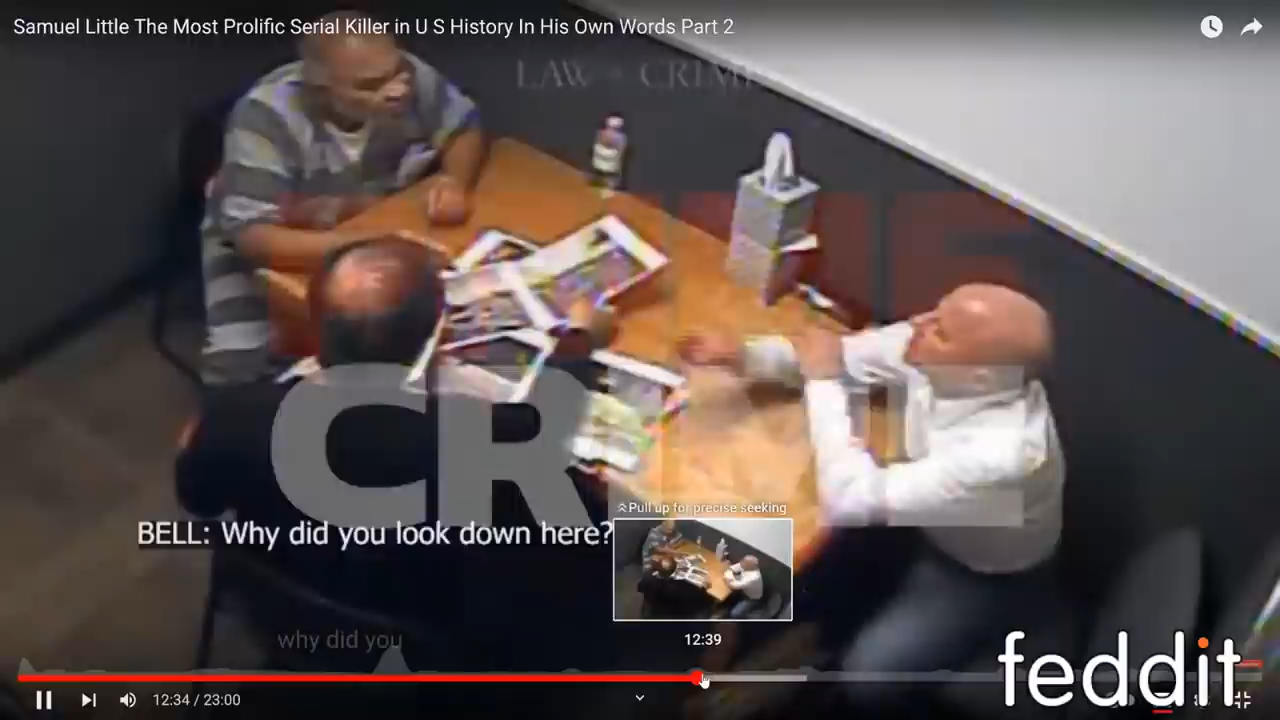 Samuel Little The Most Prolific Serial Killer in U S History In His Own Words Part 2
LAW + CRIME
CRIME
Pull up for precise seeking
BELL: Why did you look down here?
12:39
why did you
feddit
12:34 / 23:00